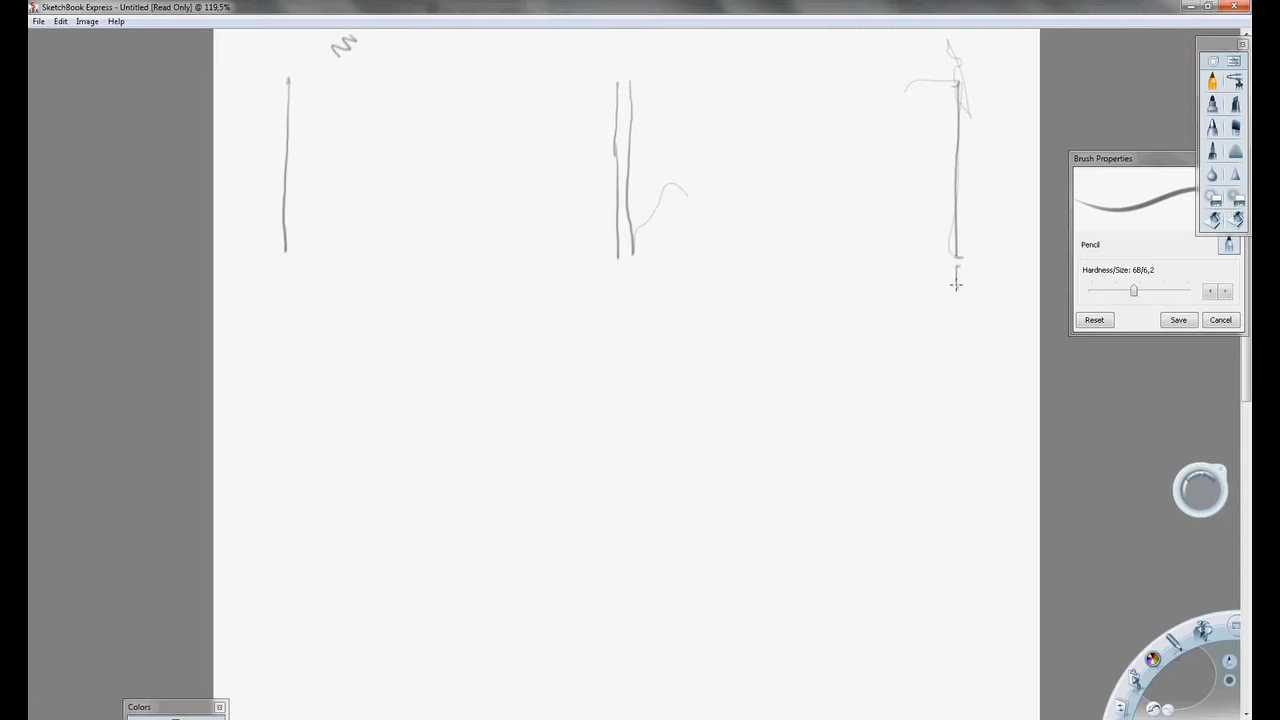 SketchBook Express - Untitled [Read Only] @ 119,5%
File Edit Image Help
Brush Properties
Pencil
Hardness/Size: 6B/6,2
Reset Save Cancel
Colors